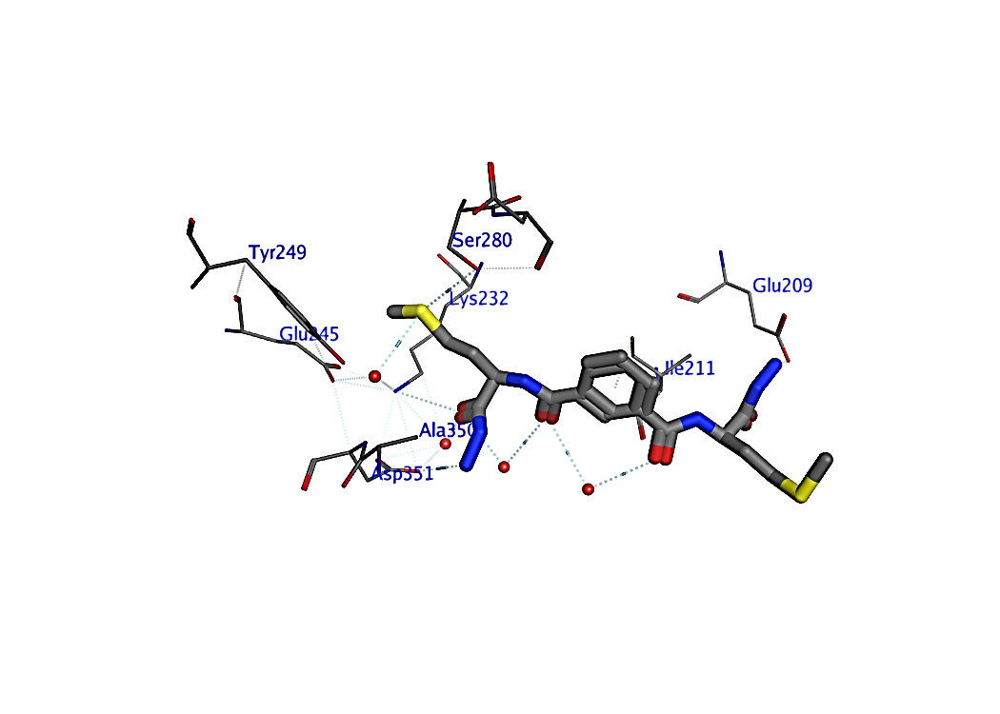 Ser280
Tyr249
Glu209
Lys232
Glu245
Ile211
Ala350
Asp351